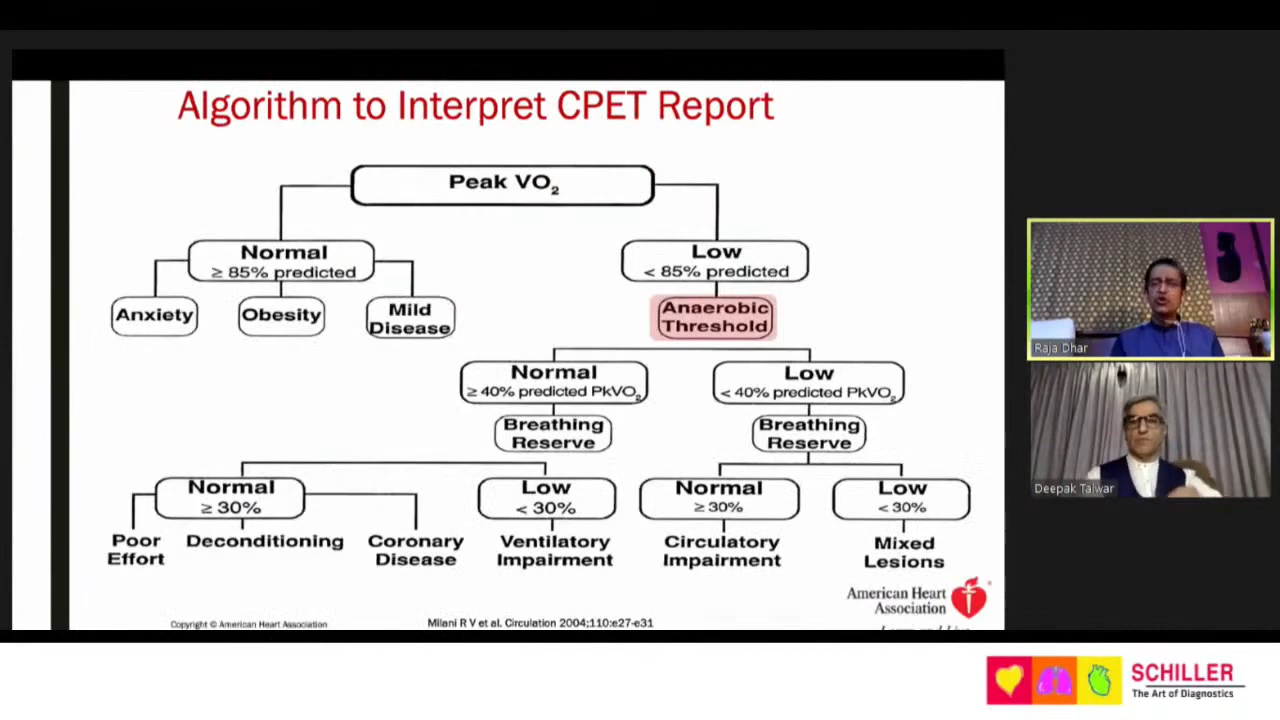 Algorithm to Interpret CPET Report
Peak VO₂
Normal
≥ 85% predicted
Low
< 85% predicted
Anxiety
Obesity
Mild
Disease
Anaerobic
Threshold
Normal
≥ 40% predicted PkVO₂
Low
< 40% predicted PkVO₂
Breathing
Reserve
Breathing
Reserve
Normal
≥ 30%
Low
< 30%
Normal
≥ 30%
Low
< 30%
Poor
Effort
Deconditioning
Coronary
Disease
Ventilatory
Impairment
Circulatory
Impairment
Mixed
Lesions
American Heart
Association
Copyright © American Heart Association
Milani R V et al. Circulation 2004;110:e27-e31
Raja Dhar
Deepak Talwar
SCHILLER
The Art of Diagnostics